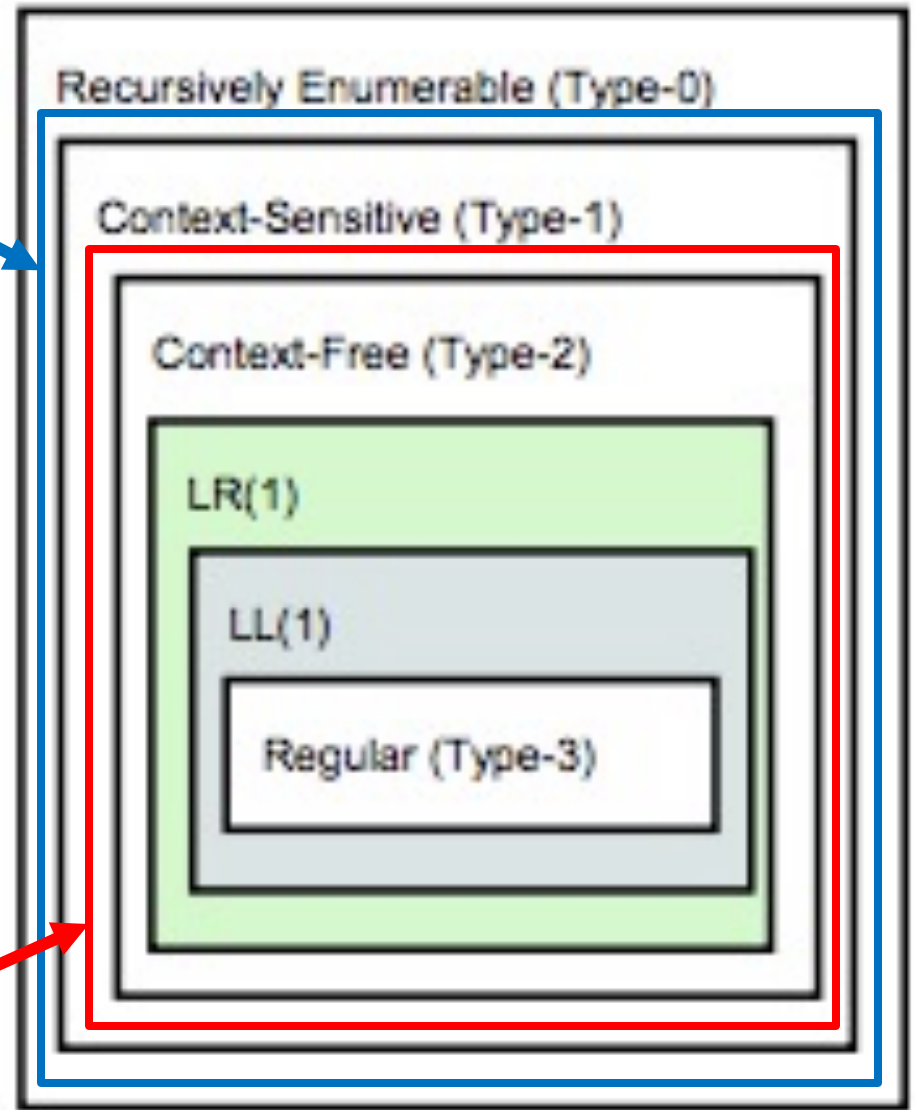 Recursively Enumerable (Type-0)
Context-Sensitive (Type-1)
Context-Free (Type-2)
LR(1)
LL(1)
Regular (Type-3)